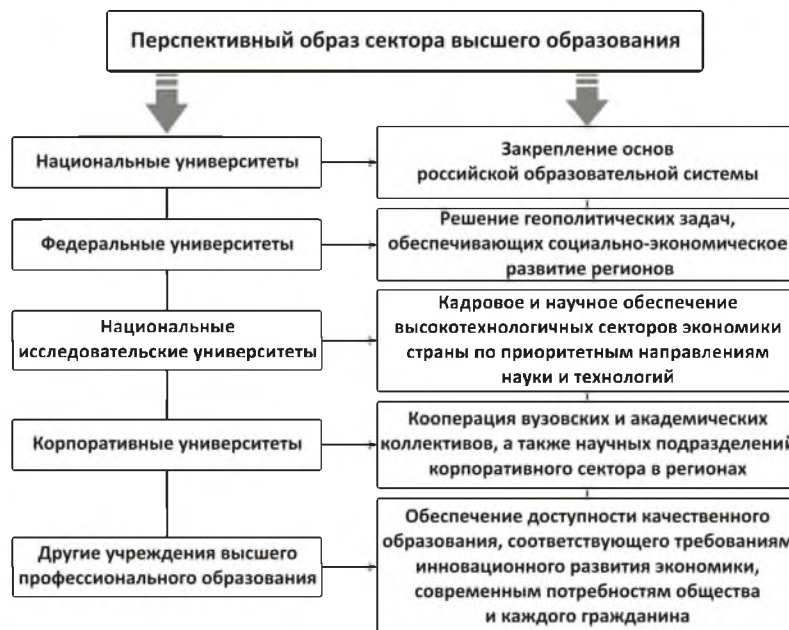 Перспективный образ сектора высшего образования
Национальные университеты
Закрепление основ
российской образовательной системы
Федеральные университеты
Решение геополитических задач,
обеспечивающих социально-экономическое
развитие регионов
Национальные
исследовательские университеты
Кадровое и научное обеспечение
высокотехнологичных секторов экономики
страны по приоритетным направлениям
науки и технологий
Корпоративные университеты
Кооперация вузовских и академических
коллективов, а также научных подразделений
корпоративного сектора в регионах
Другие учреждения высшего
профессионального образования
Обеспечение доступности качественного
образования, соответствующего требованиям
инновационного развития экономики,
современным потребностям общества
и каждого гражданина